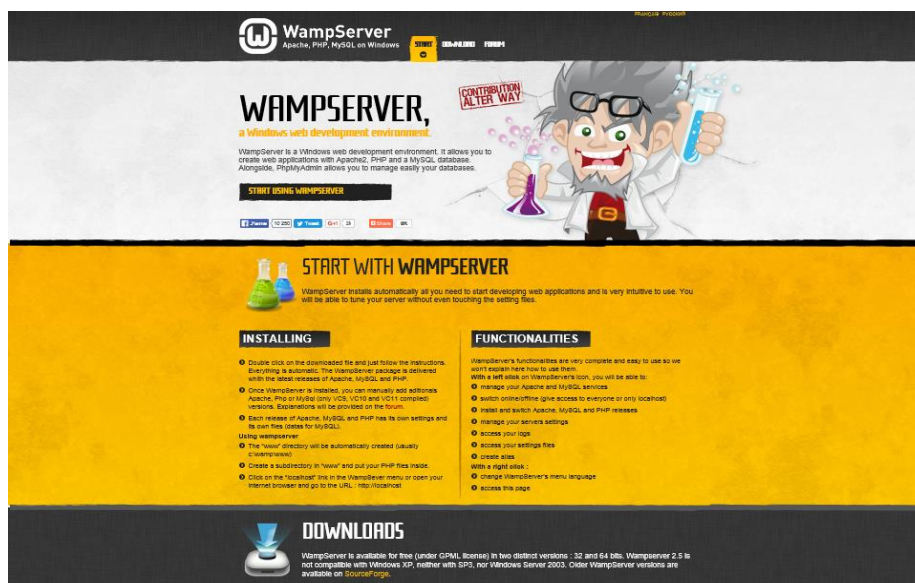 FRANÇAIS РУССКИЙ
WampServer
Apache, PHP, MySQL on Windows
START DOWNLOAD FORUM
CONTRIBUTION
ALTER WAY
WAMPSERVER,
a Windows web development environment.
WampServer is a Windows web development environment. It allows you to
create web applications with Apache2, PHP and a MySQL database.
Alongside, PhpMyAdmin allows you to manage easily your databases.
START USING WAMPSERVER
J'aime 10 250 Tweet G+1 Share
START WITH WAMPSERVER
WampServer installs automatically all you need to start developing web applications and is very intuitive to use. You
will be able to tune your server without even touching the setting files.
INSTALLING
Double click on the downloaded file and just follow the instructions.
Everything is automatic. The WampServer package is delivered
whith the latest releases of Apache, MySQL and PHP.
Once WampServer is installed, you can manually add aditionals
Apache, Php or MySql (only VC9, VC10 and VC11 compiled)
versions. Explanations will be provided on the forum.
Each release of Apache, MySQL and PHP has its own settings and
its own files (datas for MySQL).
Using wampserver
The "www" directory will be automatically created (usually
c:\wamp\www)
Create a subdirectory in "www" and put your PHP files inside.
Click on the "localhost" link in the WampSever menu or open your
internet browser and go to the URL : http://localhost
FUNCTIONALITIES
WampServer's functionalities are very complete and easy to use so we
won't explain here how to use them.
With a left click on WampServer's icon, you will be able to:
manage your Apache and MySQL services
switch online/offline (give access to everyone or only localhost)
install and switch Apache, MySQL and PHP releases
manage your servers settings
access your logs
access your settings files
create alias
With a right click :
change WampServer's menu language
access this page
DOWNLOADS
WampServer is available for free (under GPML license) in two distinct versions : 32 and 64 bits. Wampserver 2.5 is
not compatible with Windows XP, neither with SP3, nor Windows Server 2003. Older WampServer versions are
available on SourceForge.